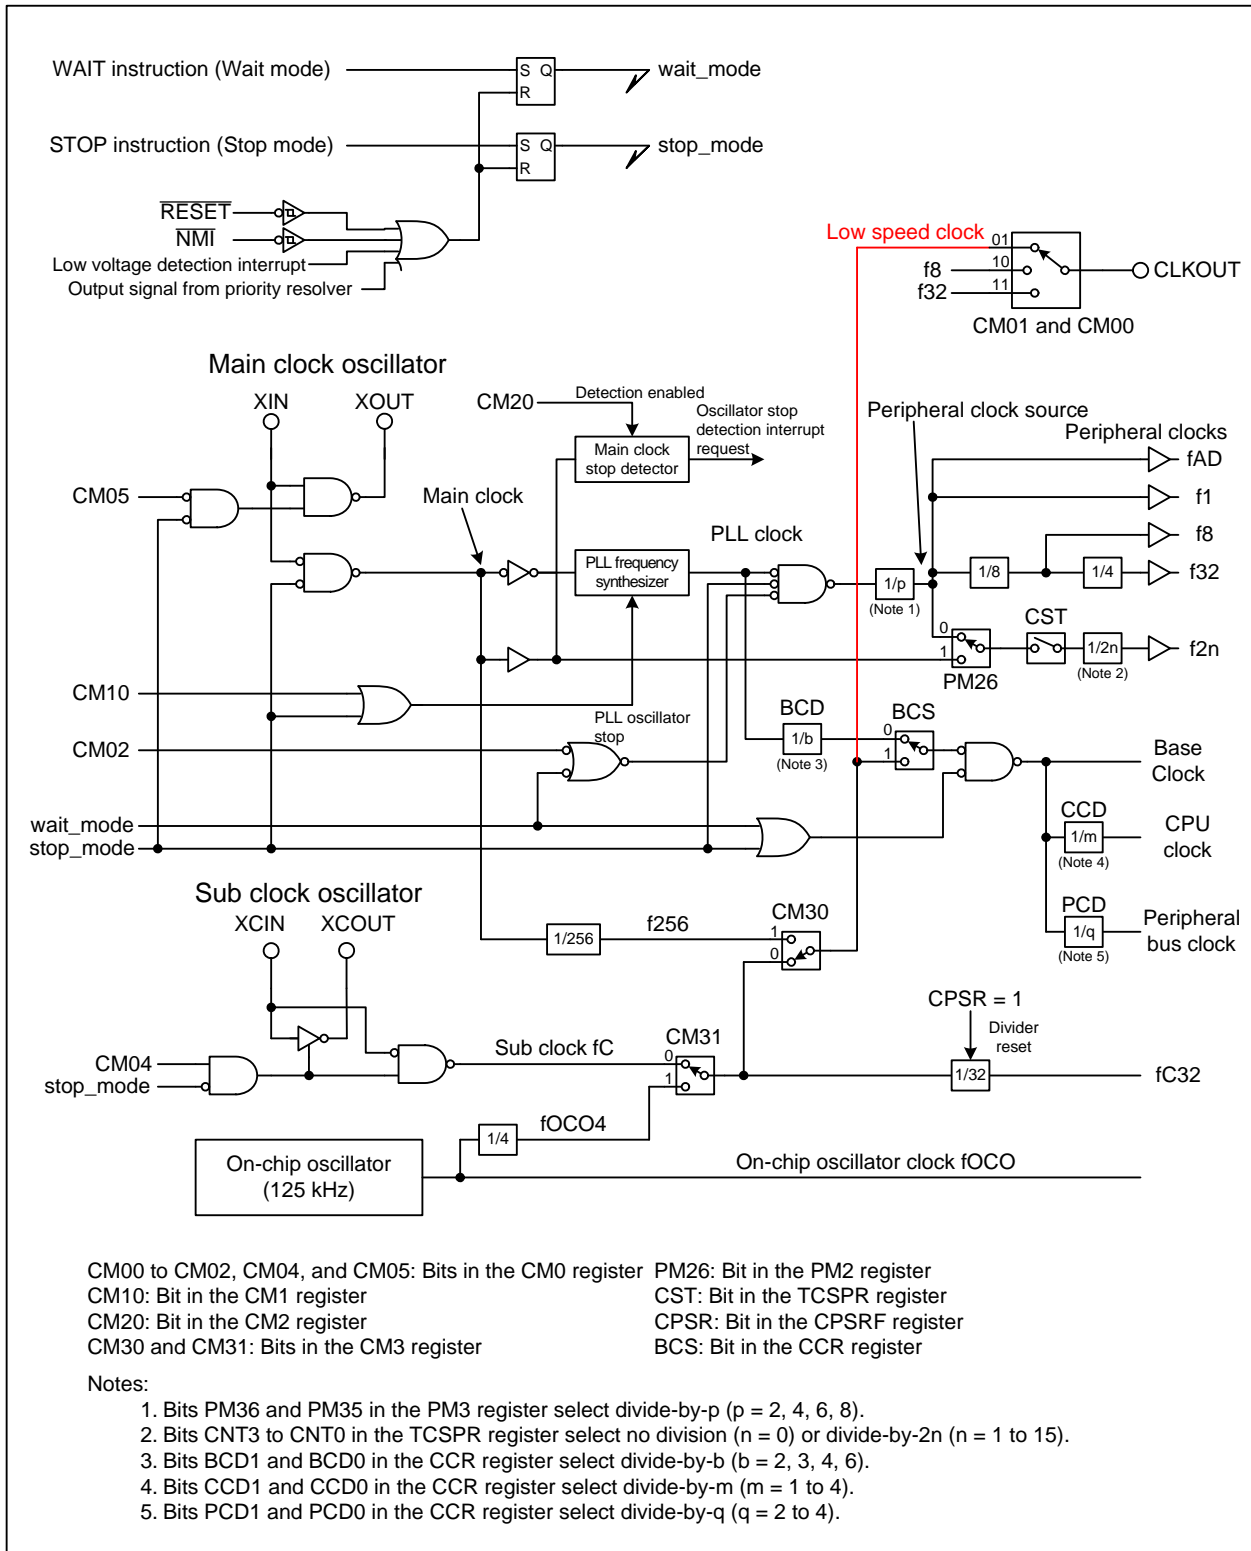 WAIT instruction (Wait mode)
S Q
R
wait_mode
STOP instruction (Stop mode)
S Q
R
stop_mode
RESET
NMI
Low voltage detection interrupt
Output signal from priority resolver
Low speed clock
01
f8
10
f32
11
CLKOUT
CM01 and CM00
Main clock oscillator
XIN
XOUT
CM20
Detection enabled
Oscillator stop
detection interrupt
request
Main clock
stop detector
Peripheral clock source
Peripheral clocks
fAD
CM05
Main clock
f1
PLL clock
f8
PLL frequency
synthesizer
1/p
(Note 1)
1/8
1/4
f32
CST
0
1
PM26
1/2n
(Note 2)
f2n
CM10
PLL oscillator
stop
CM02
BCD
1/b
(Note 3)
BCS
0
1
Base
Clock
wait_mode
stop_mode
CCD
1/m
(Note 4)
CPU
clock
Sub clock oscillator
XCIN
XCOUT
CM30
PCD
1/q
(Note 5)
Peripheral
bus clock
1/256
f256
1
0
CPSR = 1
Divider
reset
CM04
stop_mode
Sub clock fC
CM31
0
1
1/32
fC32
1/4
fOCO4
On-chip oscillator
(125 kHz)
On-chip oscillator clock fOCO
CM00 to CM02, CM04, and CM05: Bits in the CM0 register
PM26: Bit in the PM2 register
CM10: Bit in the CM1 register
CST: Bit in the TCSPR register
CM20: Bit in the CM2 register
CPSR: Bit in the CPSRF register
CM30 and CM31: Bits in the CM3 register
BCS: Bit in the CCR register
Notes:
1. Bits PM36 and PM35 in the PM3 register select divide-by-p (p = 2, 4, 6, 8).
2. Bits CNT3 to CNT0 in the TCSPR register select no division (n = 0) or divide-by-2n (n = 1 to 15).
3. Bits BCD1 and BCD0 in the CCR register select divide-by-b (b = 2, 3, 4, 6).
4. Bits CCD1 and CCD0 in the CCR register select divide-by-m (m = 1 to 4).
5. Bits PCD1 and PCD0 in the CCR register select divide-by-q (q = 2 to 4).